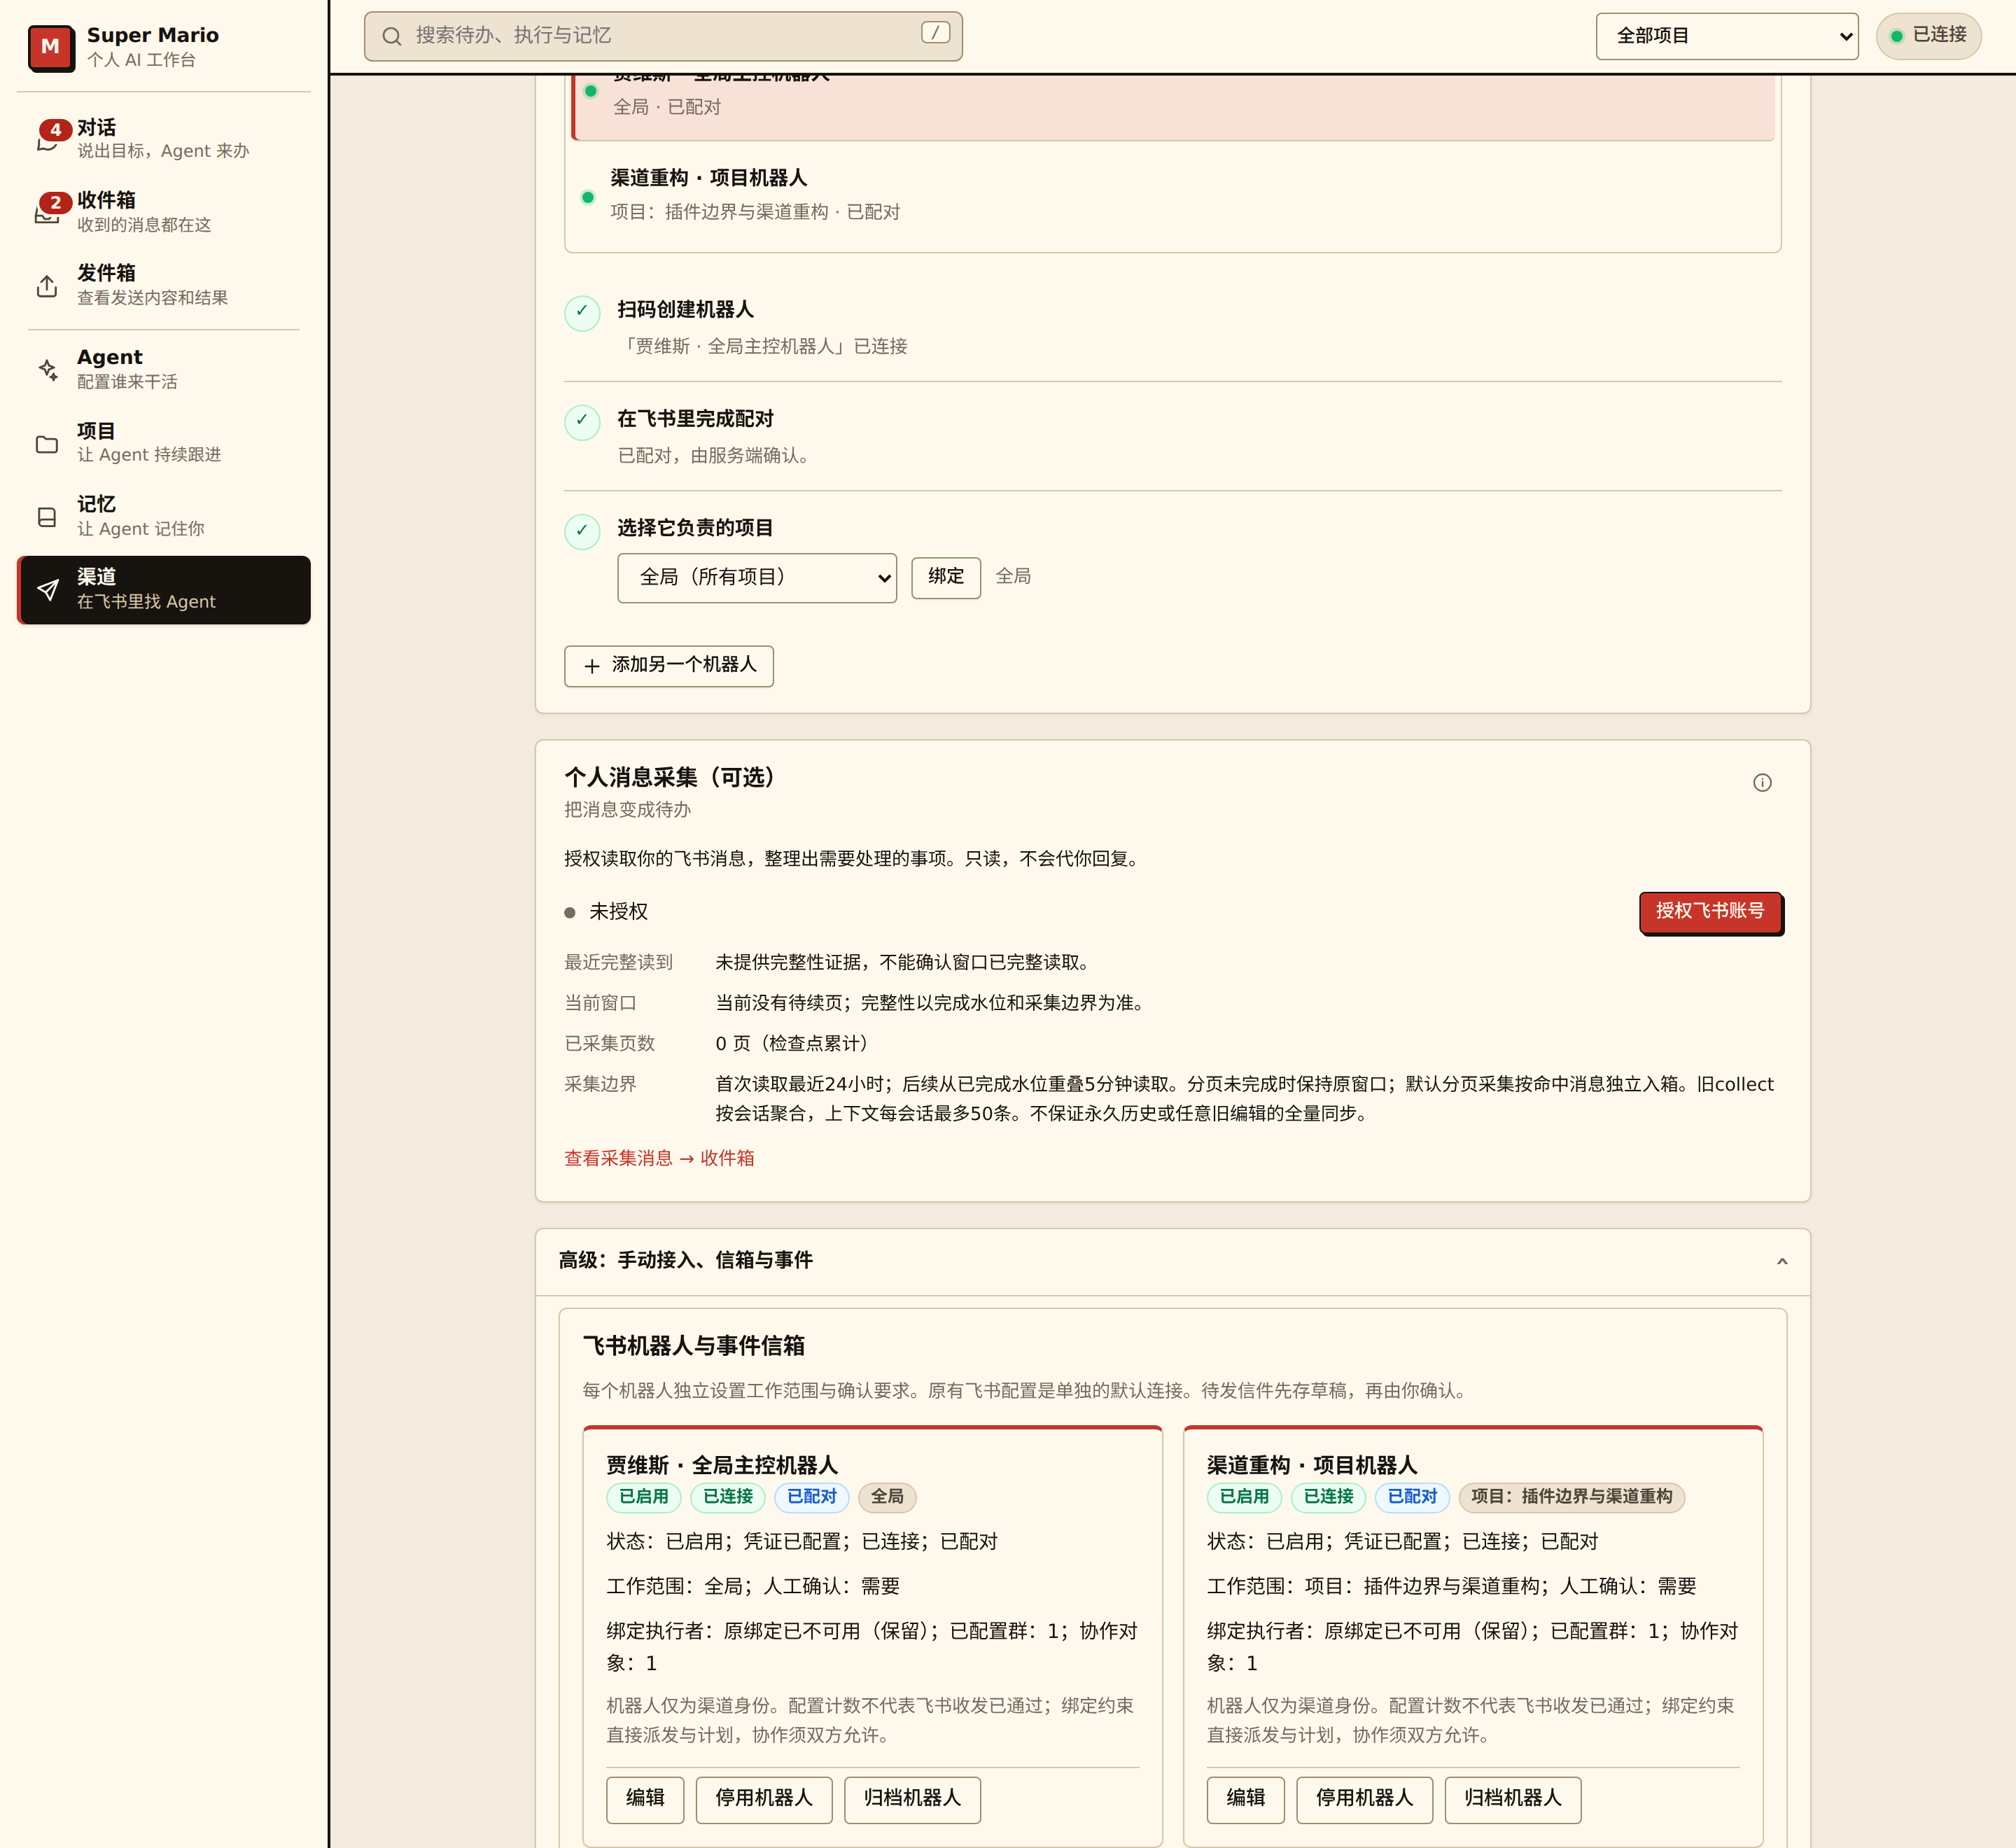 M
Super Mario
个人 AI 工作台
搜索待办、执行与记忆
/
全部项目
已连接
4
对话
说出目标，Agent 来办
2
收件箱
收到的消息都在这
发件箱
查看发送内容和结果
Agent
配置谁来干活
项目
让 Agent 持续跟进
记忆
让 Agent 记住你
渠道
在飞书里找 Agent
贾维斯 · 全局主控机器人
全局 · 已配对
渠道重构 · 项目机器人
项目：插件边界与渠道重构 · 已配对
✓
扫码创建机器人
「贾维斯 · 全局主控机器人」已连接
✓
在飞书里完成配对
已配对，由服务端确认。
✓
选择它负责的项目
全局（所有项目）
绑定
全局
添加另一个机器人
个人消息采集（可选）
把消息变成待办
授权读取你的飞书消息，整理出需要处理的事项。只读，不会代你回复。
未授权
授权飞书账号
最近完整读到
未提供完整性证据，不能确认窗口已完整读取。
当前窗口
当前没有待续页；完整性以完成水位和采集边界为准。
已采集页数
0 页（检查点累计）
采集边界
首次读取最近24小时；后续从已完成水位重叠5分钟读取。分页未完成时保持原窗口；默认分页采集按命中消息独立入箱。旧collect
按会话聚合，上下文每会话最多50条。不保证永久历史或任意旧编辑的全量同步。
查看采集消息 → 收件箱
高级：手动接入、信箱与事件
飞书机器人与事件信箱
每个机器人独立设置工作范围与确认要求。原有飞书配置是单独的默认连接。待发信件先存草稿，再由你确认。
贾维斯 · 全局主控机器人
已启用
已连接
已配对
全局
状态：已启用；凭证已配置；已连接；已配对
工作范围：全局；人工确认：需要
绑定执行者：原绑定已不可用（保留）；已配置群：1；协作对
象：1
机器人仅为渠道身份。配置计数不代表飞书收发已通过；绑定约束
直接派发与计划，协作须双方允许。
编辑
停用机器人
归档机器人
渠道重构 · 项目机器人
已启用
已连接
已配对
项目：插件边界与渠道重构
状态：已启用；凭证已配置；已连接；已配对
工作范围：项目：插件边界与渠道重构；人工确认：需要
绑定执行者：原绑定已不可用（保留）；已配置群：1；协作对
象：1
机器人仅为渠道身份。配置计数不代表飞书收发已通过；绑定约束
直接派发与计划，协作须双方允许。
编辑
停用机器人
归档机器人